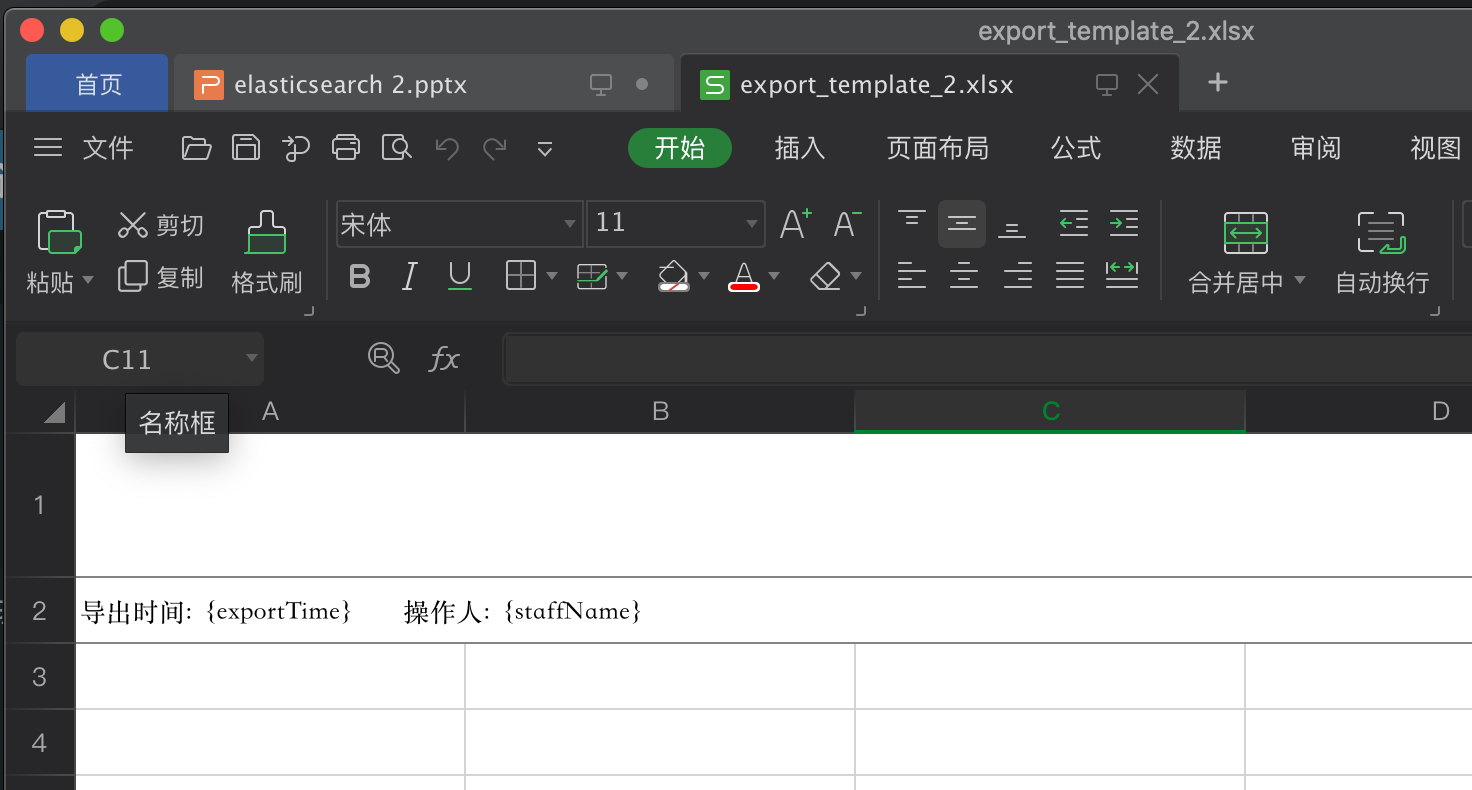 export_template_2.xlsx
首页 elasticsearch 2.pptx export_template_2.xlsx +
文件 开始 插入 页面布局 公式 数据 审阅 视图
剪切 宋体 11 A+ A-
粘贴 复制 格式刷 B I U A 合并居中 自动换行
C11 fx
名称框
A B C D
1
2 导出时间: {exportTime} 操作人: {staffName}
3
4